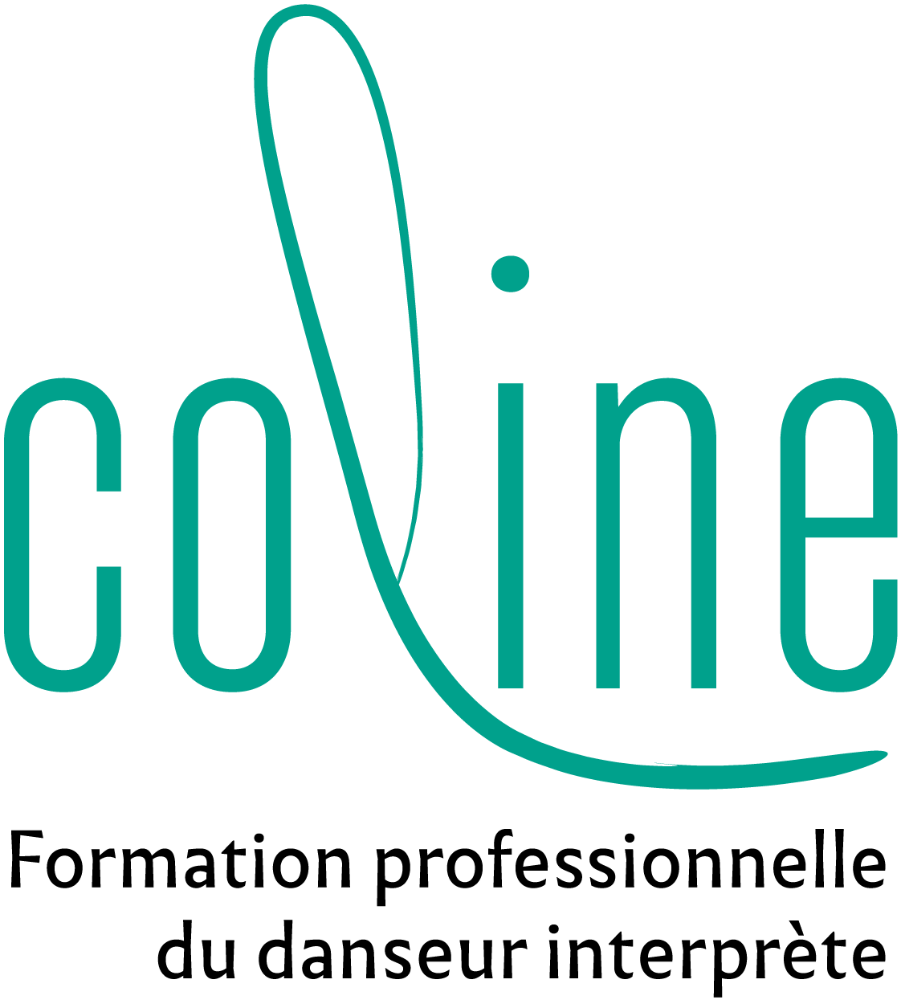 coline
Formation professionnelle
du danseur interprète